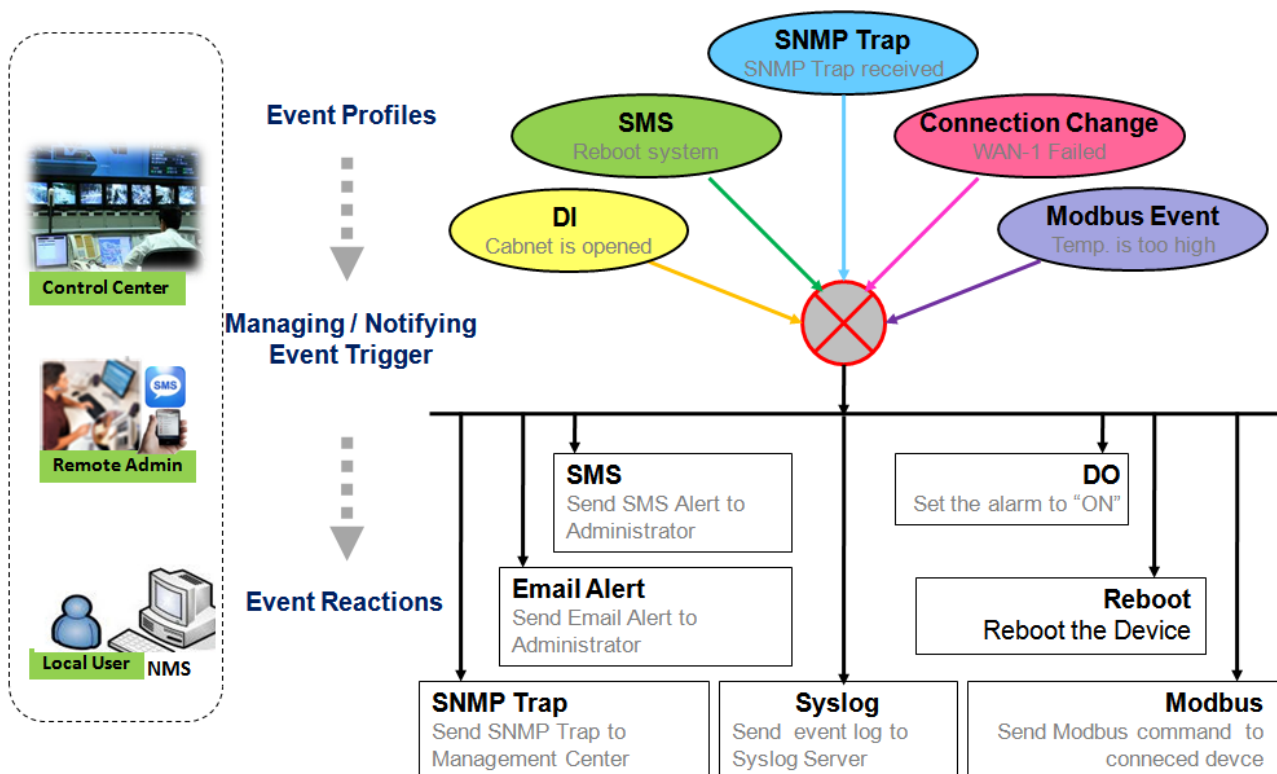 SNMP Trap
SNMP Trap received
Event Profiles
SMS
Reboot system
Connection Change
WAN-1 Failed
DI
Cabnet is opened
Modbus Event
Temp. is too high
Control Center
Managing / Notifying
Event Trigger
SMS
Remote Admin
SMS
Send SMS Alert to
Administrator
DO
Set the alarm to “ON”
Event Reactions
Email Alert
Send Email Alert to
Administrator
Reboot
Reboot the Device
Local User
NMS
SNMP Trap
Send SNMP Trap to
Management Center
Syslog
Send event log to
Syslog Server
Modbus
Send Modbus command to
conneced devce